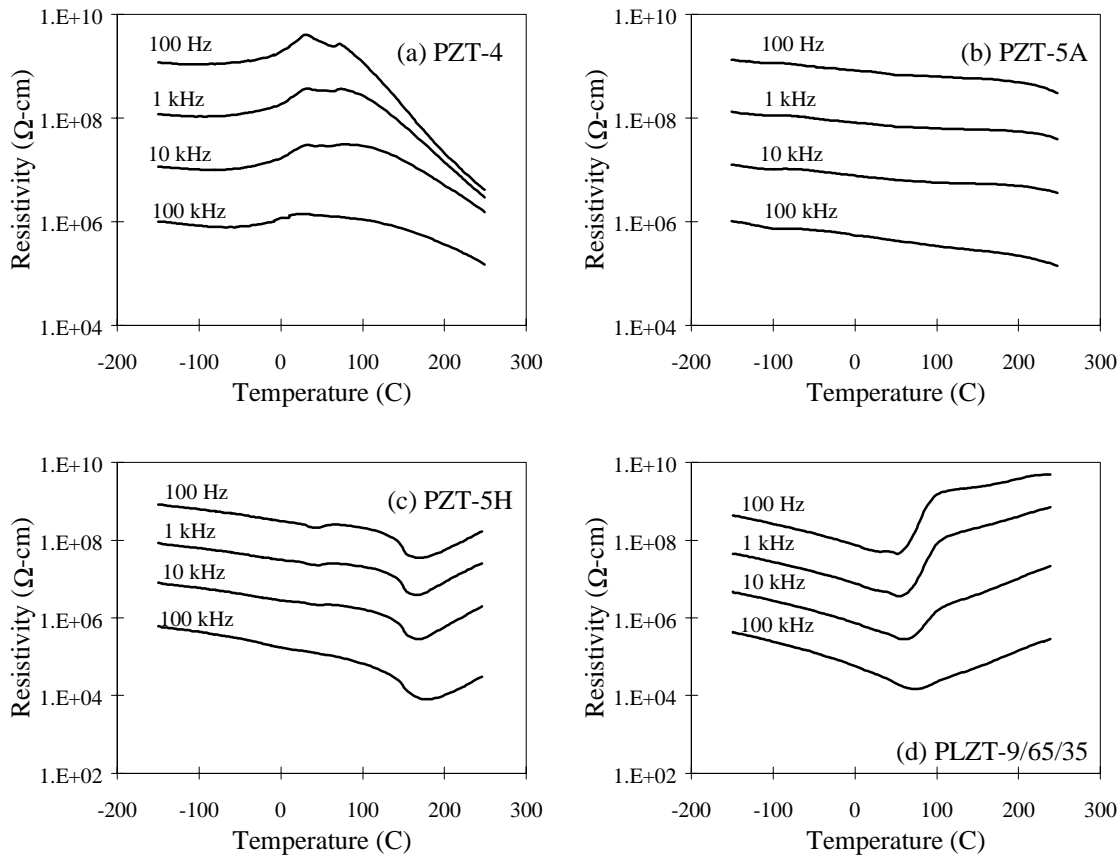 (a) PZT-4
Resistivity (Ω-cm)
1.E+10
1.E+08
1.E+06
1.E+04
100 Hz
1 kHz
10 kHz
100 kHz
-200 -100 0 100 200 300
Temperature (C)
(b) PZT-5A
Resistivity (Ω-cm)
1.E+10
1.E+08
1.E+06
1.E+04
100 Hz
1 kHz
10 kHz
100 kHz
-200 -100 0 100 200 300
Temperature (C)
(c) PZT-5H
Resistivity (Ω-cm)
1.E+10
1.E+08
1.E+06
1.E+04
1.E+02
100 Hz
1 kHz
10 kHz
100 kHz
-200 -100 0 100 200 300
Temperature (C)
Resistivity (Ω-cm)
1.E+10
1.E+08
1.E+06
1.E+04
1.E+02
100 Hz
1 kHz
10 kHz
100 kHz
(d) PLZT-9/65/35
-200 -100 0 100 200 300
Temperature (C)